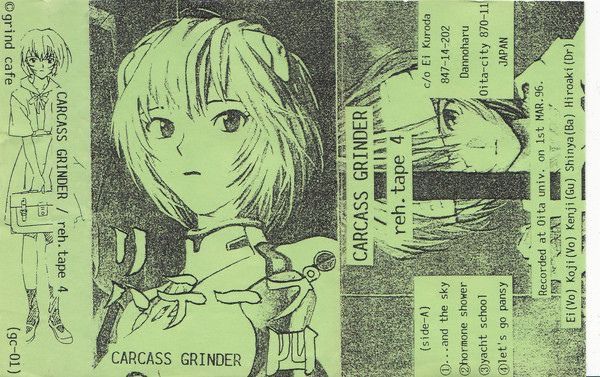 ©grind cafe
CARCASS GRINDER / reh.tape 4
(gc-01)
CARCASS GRINDER
CARCASS GRINDER
reh.tape 4
c/o Ei Kuroda
847-14-202
Dannoharu
Oita-city 870-11
JAPAN
(side-A)
①...and the sky
②hormone shower
③yacht school
④let's go pansy
Recorded at Oita univ. on 1st MAR.96.
Ei(Vo) Koji(Vo) Kenji(Gu) Shinya(Ba) Hiroaki(Dr)